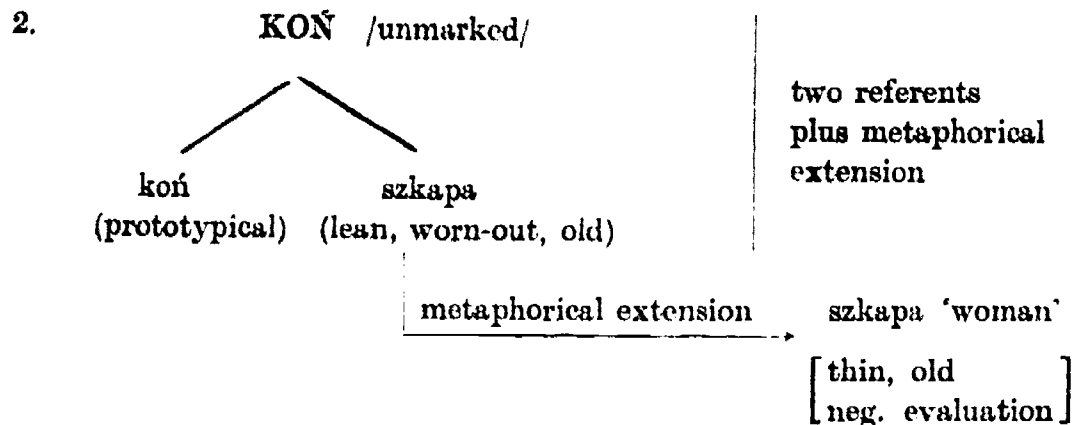 2. KOŃ /unmarked/
two referents
plus metaphorical
extension
koń szkapa
(prototypical) (lean, worn-out, old)
metaphorical extension szkapa ‘woman’
thin, old
neg. evaluation